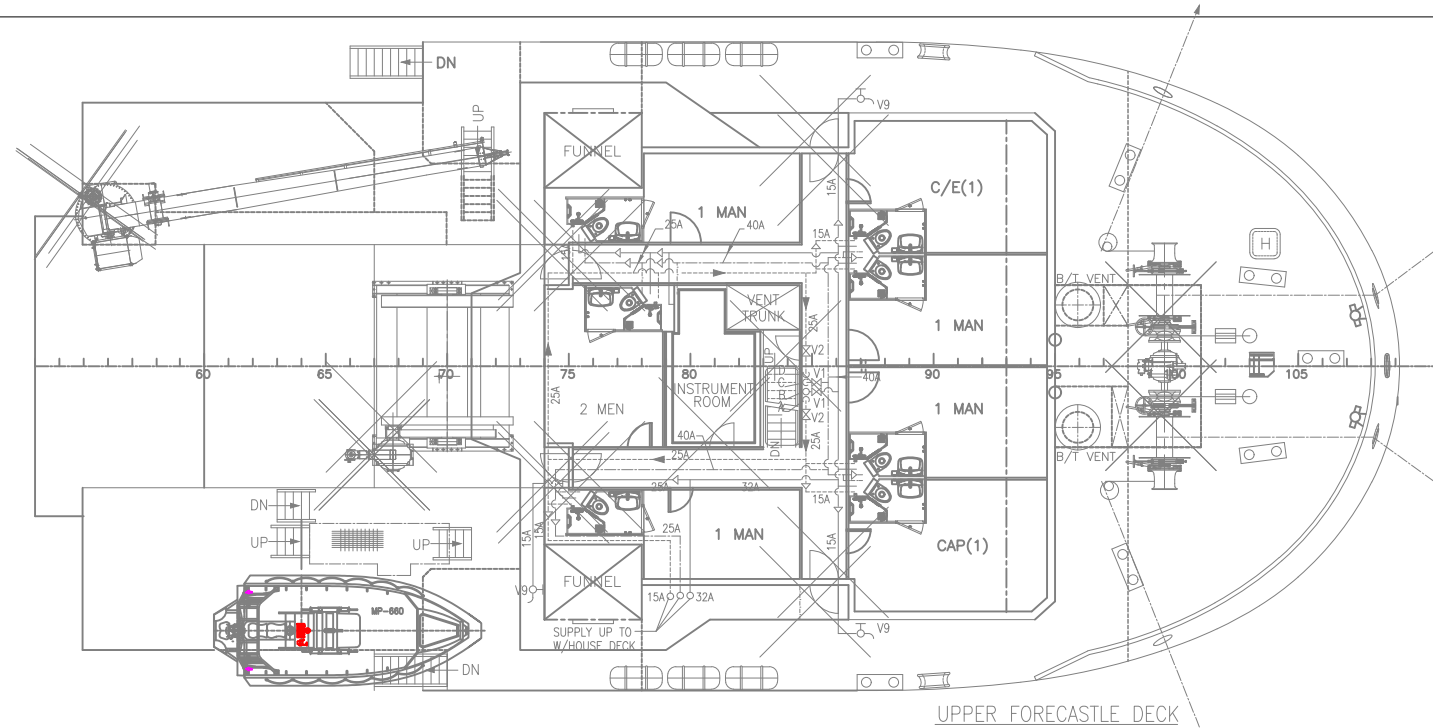 DN
UP
V9
FUNNEL
C/E(1)
15A
1 MAN
25A
40A
15A
15A
H
B/T VENT
VENT
TRUNK
25A
1 MAN
V2
UP
V1
D
C
B
A
V1
V2
40A
60
65
70
75
80
90
95
100
105
25A
INSTRUMENT
ROOM
2 MEN
1 MAN
DN
40A
25A
25A
B/T VENT
25A
32A
15A
DN
UP
UP
15A
15A
25A
1 MAN
CAP(1)
15A
FUNNEL
V9
15A
32A
MP-660
SUPPLY UP TO
W/HOUSE DECK
V9
DN
UPPER FORECASTLE DECK